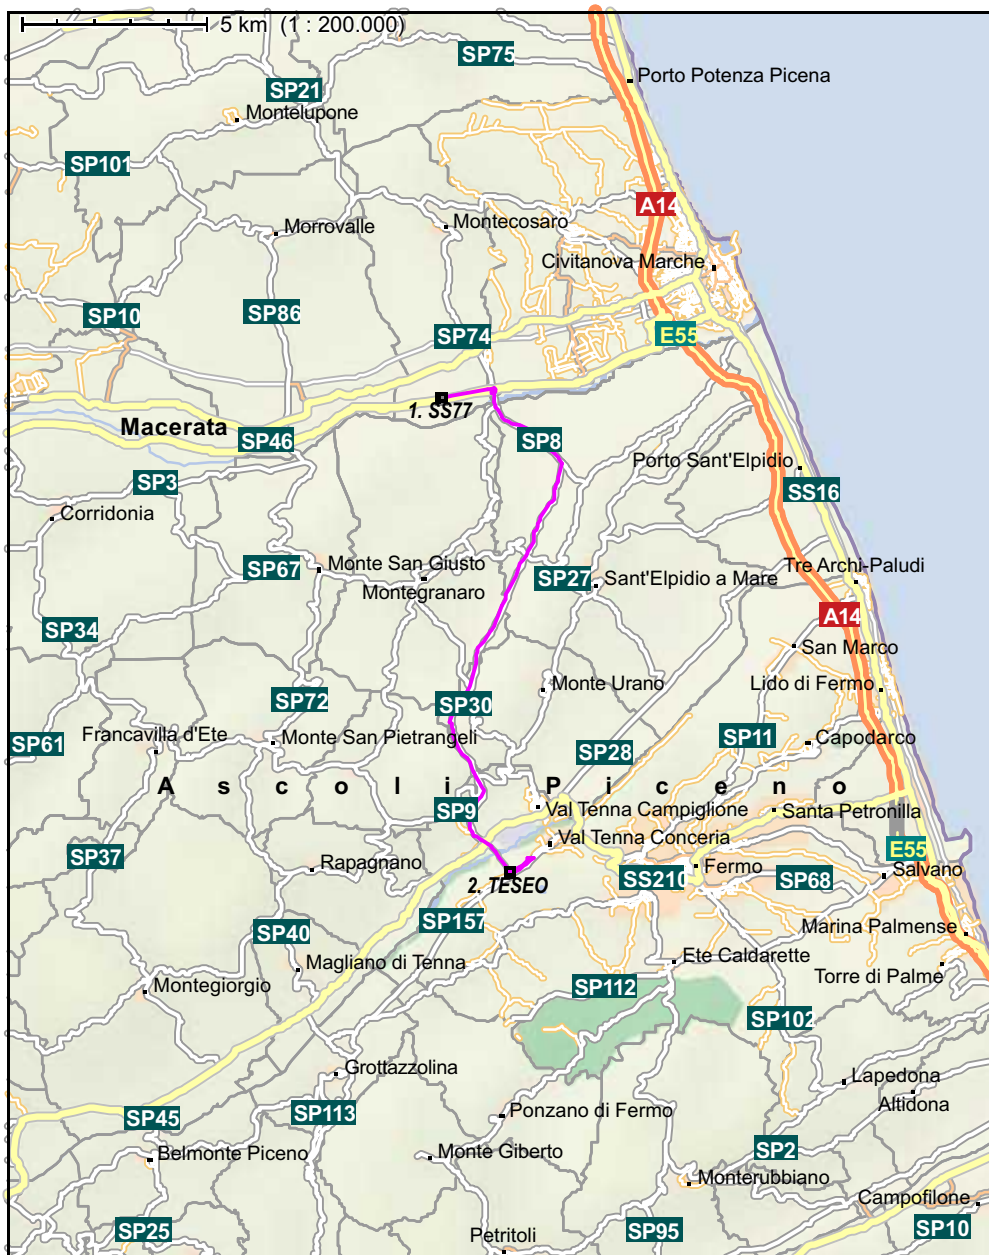 5 km (1 : 200.000)
SP75
Porto Potenza Picena
SP21
Montelupone
SP101
A14
Morrovalle
Montecosaro
Civitanova Marche
SP10
SP86
SP74
E55
1. SS77
Macerata
SP46
SP8
Porto Sant'Elpidio
SP3
SS16
Corridonia
Monte San Giusto
SP67
SP27
Sant'Elpidio a Mare
Tre Archi-Paludi
Montegranaro
A14
SP34
San Marco
Monte Urano
Lido di Fermo
SP72
SP30
Francavilla d'Ete
SP61
Monte San Pietrangeli
SP11
Capodarco
SP28
Ascoli Piceno
SP9
Val Tenna Campiglione
Santa Petronilla
Val Tenna Conceria
E55
SP37
Rapagnano
Fermo
Salvano
2. TESEO
SS210
SP68
SP157
SP40
Marina Palmense
Magliano di Tenna
Ete Caldarette
Torre di Palme
Montegiorgio
SP112
SP102
Grottazzolina
Lapedona
Altidona
SP45
SP113
Ponzano di Fermo
Belmonte Piceno
Monte Giberto
SP2
Monterubbiano
Campofilone
SP25
Petritoli
SP95
SP10